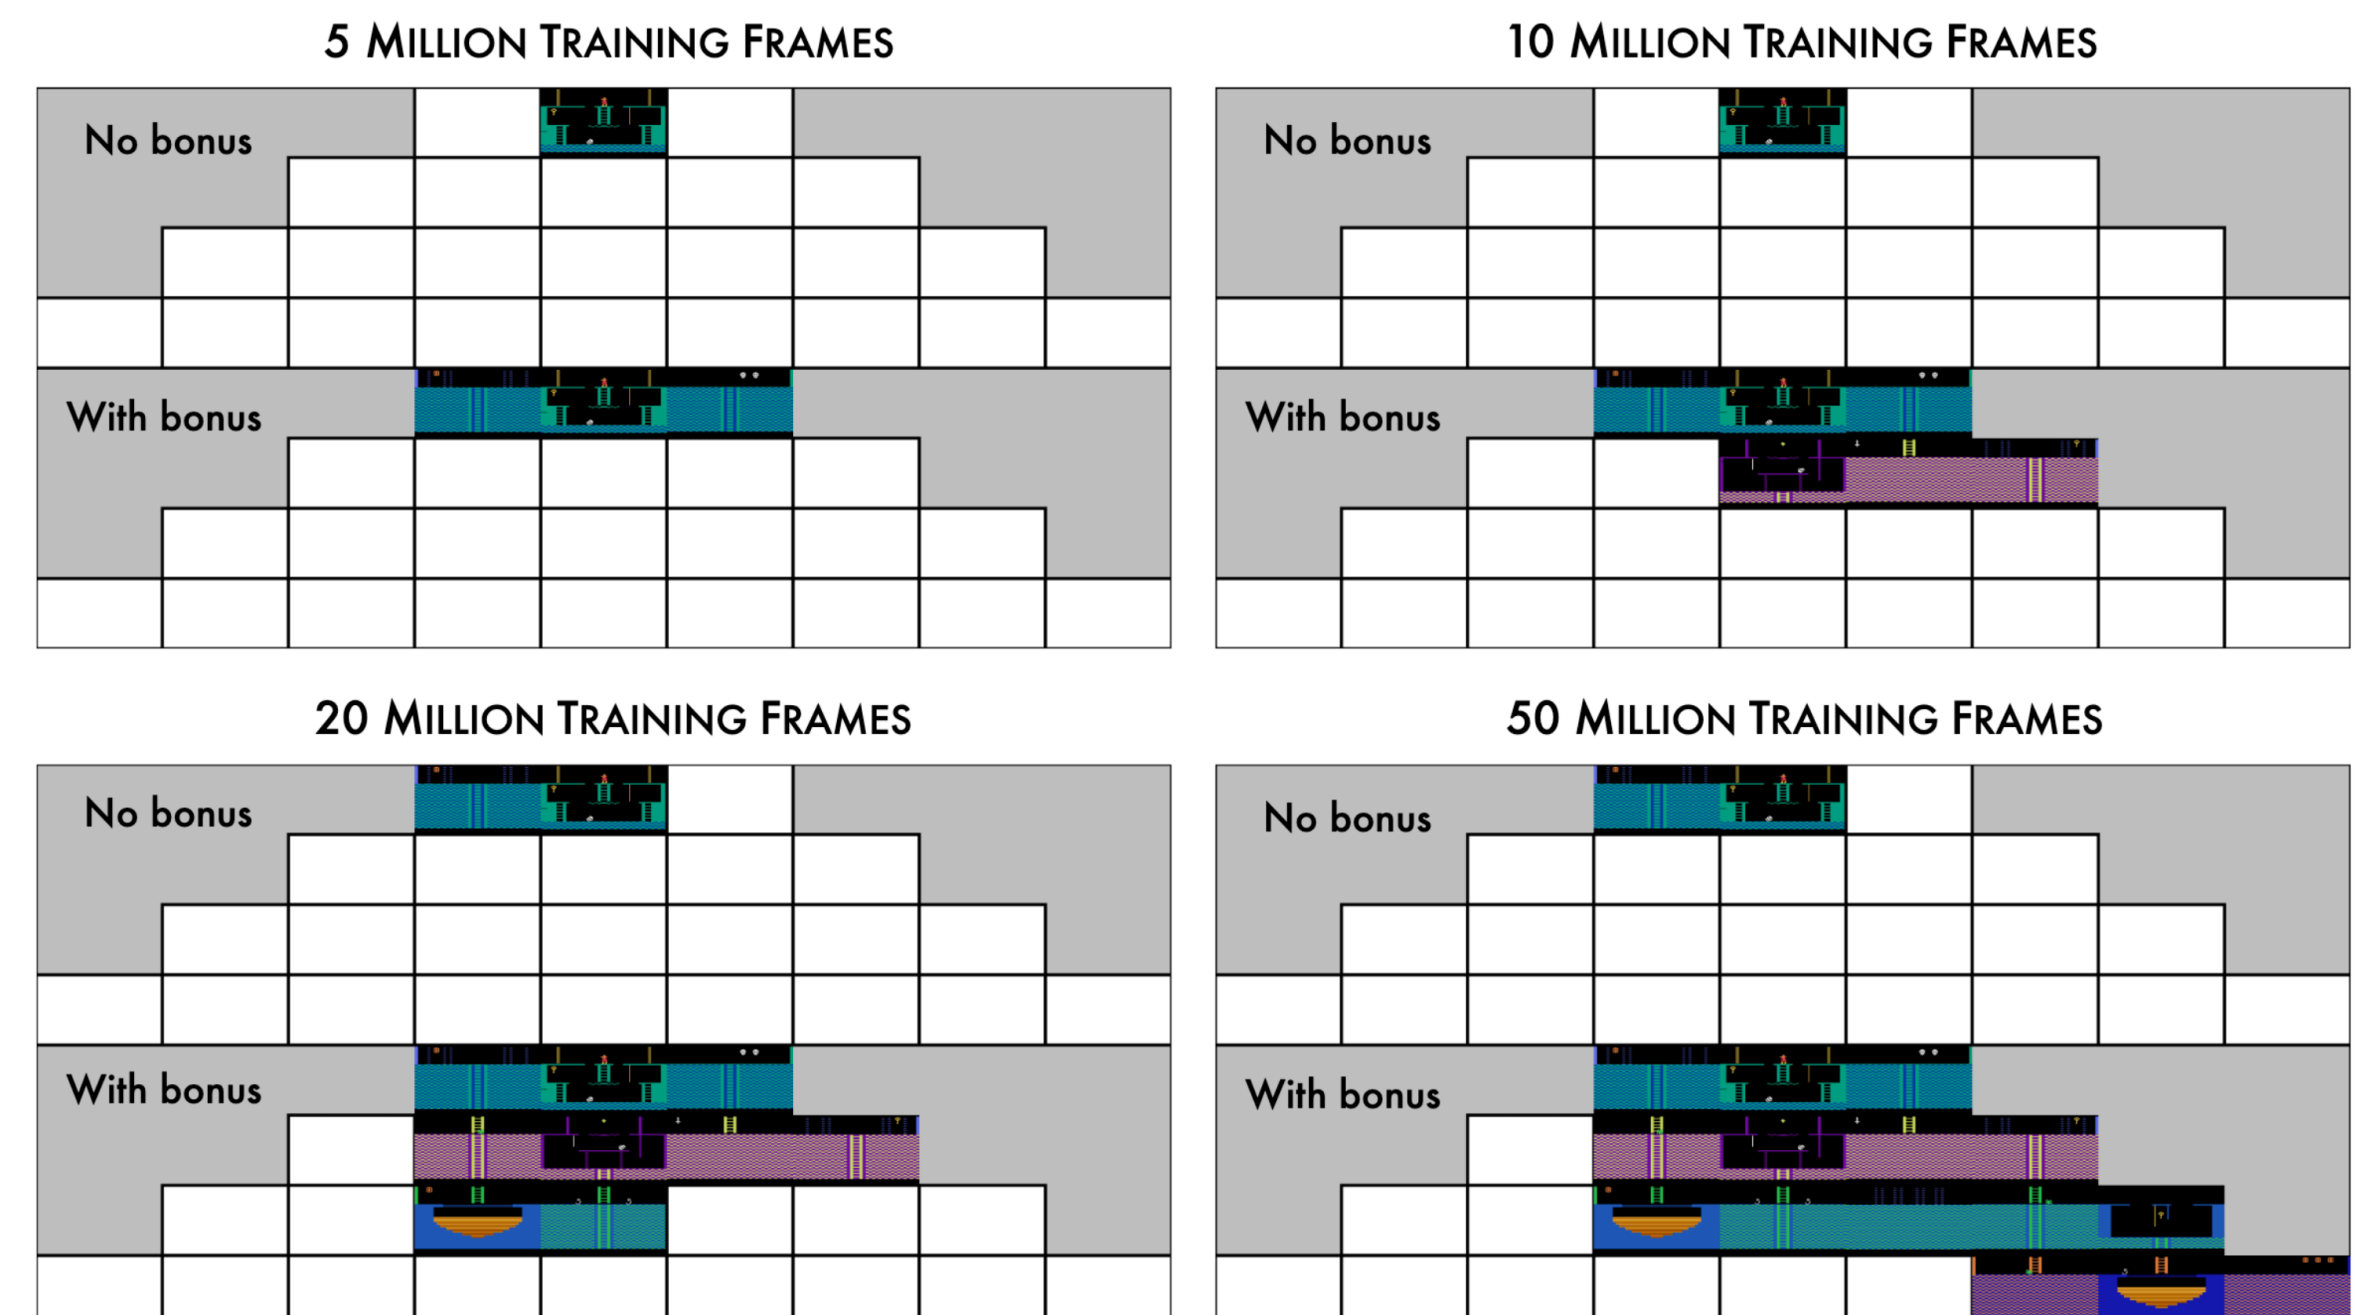 5 MILLION TRAINING FRAMES
No bonus
With bonus
10 MILLION TRAINING FRAMES
No bonus
With bonus
20 MILLION TRAINING FRAMES
No bonus
With bonus
50 MILLION TRAINING FRAMES
No bonus
With bonus